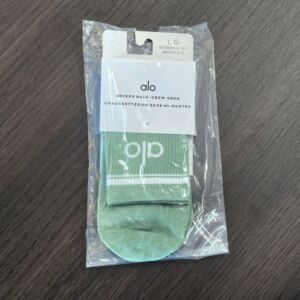 L G
alo
UNISEX HALF-CREW SOCK
CHAUSSETTES UNISEXE MI-HAUTES
alo